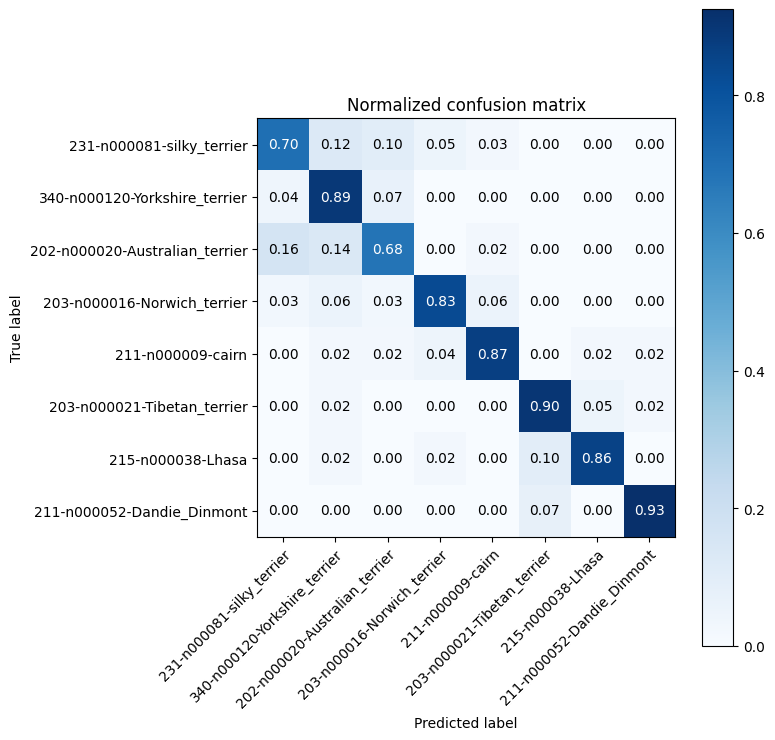 Normalized confusion matrix
True label
231-n000081-silky_terrier 0.70 0.12 0.10 0.05 0.03 0.00 0.00 0.00
340-n000120-Yorkshire_terrier 0.04 0.89 0.07 0.00 0.00 0.00 0.00 0.00
202-n000020-Australian_terrier 0.16 0.14 0.68 0.00 0.02 0.00 0.00 0.00
203-n000016-Norwich_terrier 0.03 0.06 0.03 0.83 0.06 0.00 0.00 0.00
211-n000009-cairn 0.00 0.02 0.02 0.04 0.87 0.00 0.02 0.02
203-n000021-Tibetan_terrier 0.00 0.02 0.00 0.00 0.00 0.90 0.05 0.02
215-n000038-Lhasa 0.00 0.02 0.00 0.02 0.00 0.10 0.86 0.00
211-n000052-Dandie_Dinmont 0.00 0.00 0.00 0.00 0.00 0.07 0.00 0.93
231-n000081-silky_terrier
340-n000120-Yorkshire_terrier
202-n000020-Australian_terrier
203-n000016-Norwich_terrier
211-n000009-cairn
203-n000021-Tibetan_terrier
215-n000038-Lhasa
211-n000052-Dandie_Dinmont
Predicted label
0.8
0.6
0.4
0.2
0.0